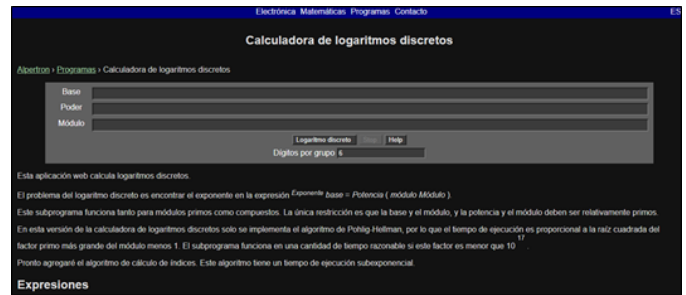 Electrónica Matemáticas Programas Contacto ES
Calculadora de logaritmos discretos
Alpertron › Programas › Calculadora de logaritmos discretos
Base
Poder
Módulo
Logaritmo discreto Stop Help
Dígitos por grupo 6
Esta aplicación web calcula logaritmos discretos.
El problema del logaritmo discreto es encontrar el exponente en la expresión Exponente base = Potencia ( módulo Módulo ).
Este subprograma funciona tanto para módulos primos como compuestos. La única restricción es que la base y el módulo, y la potencia y el módulo deben ser relativamente primos.
En esta versión de la calculadora de logaritmos discretos solo se implementa el algoritmo de Pohlig-Hellman, por lo que el tiempo de ejecución es proporcional a la raíz cuadrada del
factor primo más grande del módulo menos 1. El subprograma funciona en una cantidad de tiempo razonable si este factor es menor que 10 17 .
Pronto agregaré el algoritmo de cálculo de índices. Este algoritmo tiene un tiempo de ejecución subexponencial.
Expresiones